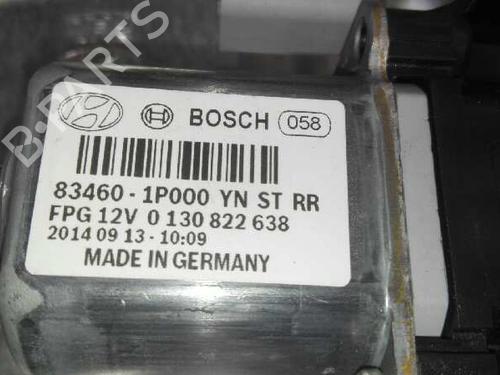 BOSCH 058
83460 - 1P000 YN ST RR
FPG 12V 0 130 822 638
2014 09 13 - 10:09
MADE IN GERMANY
B-PARTS